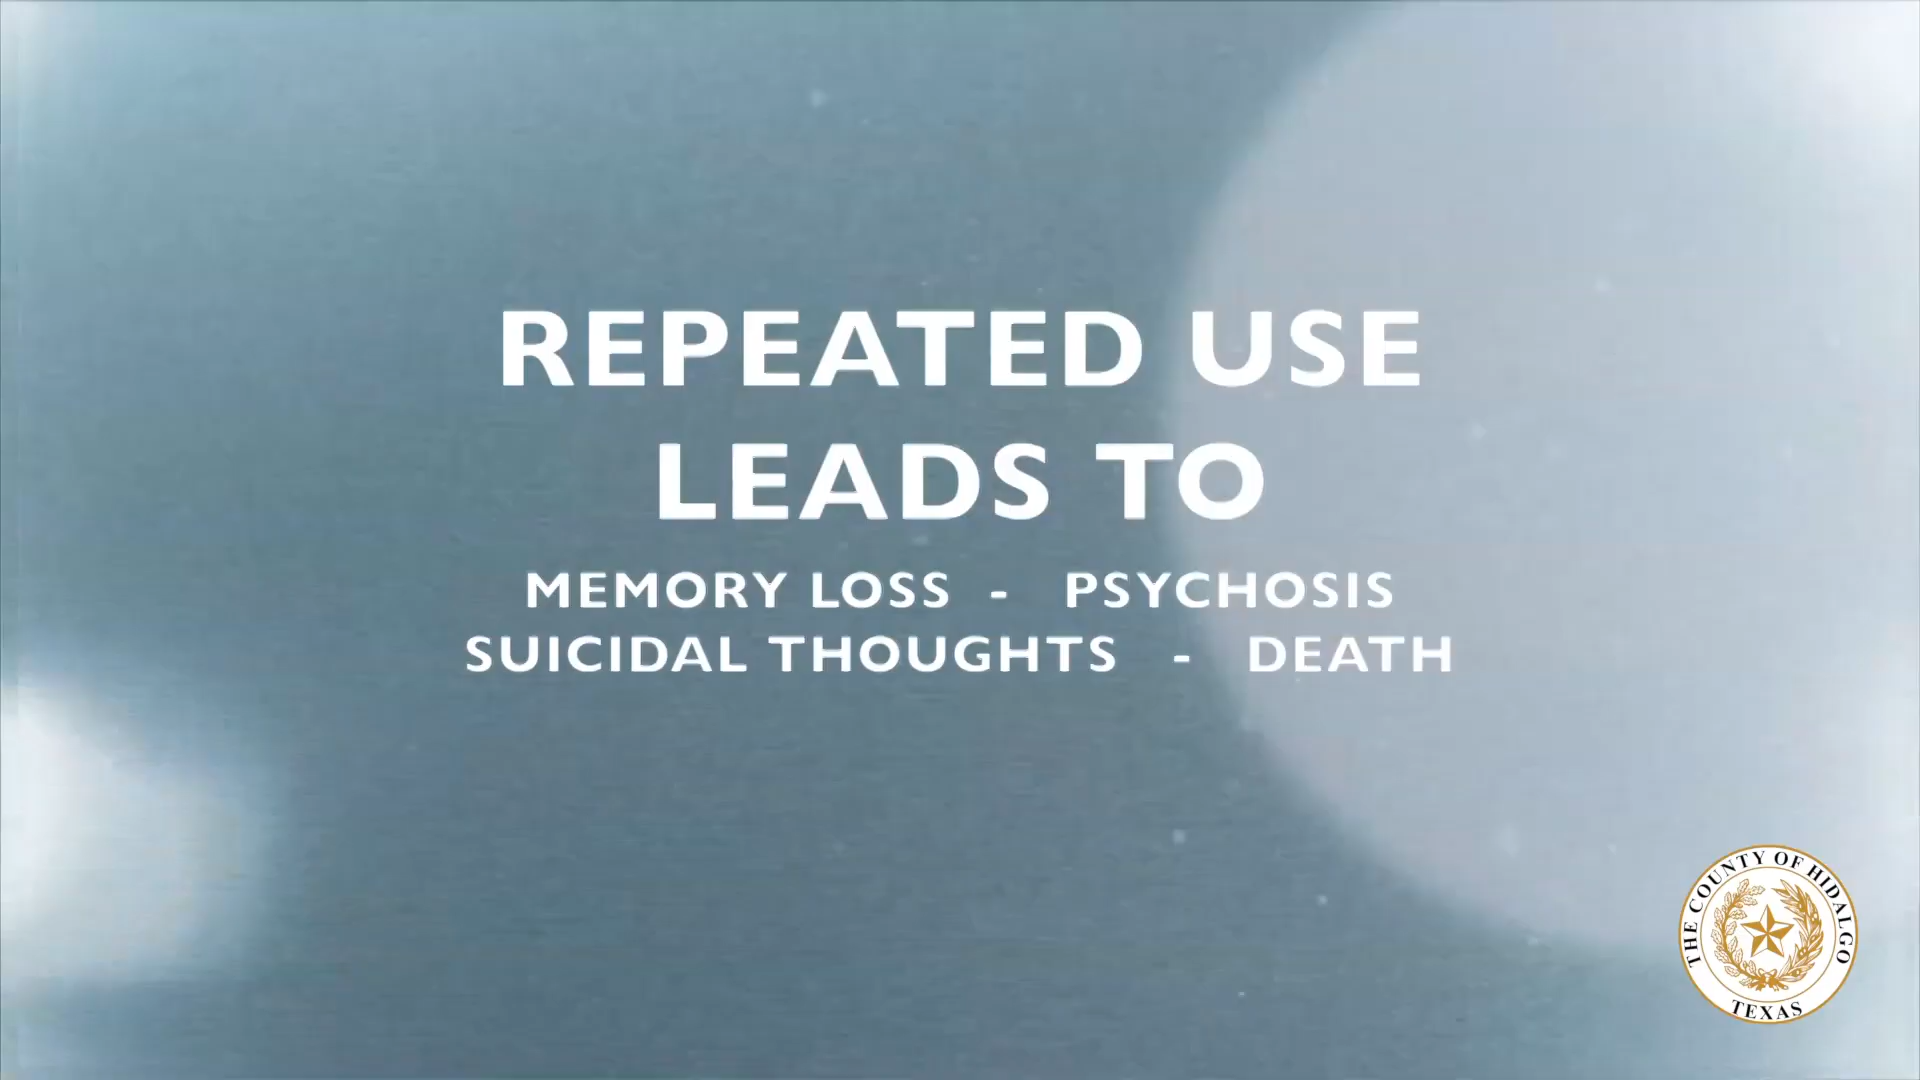 REPEATED USE
LEADS TO
MEMORY LOSS - PSYCHOSIS
SUICIDAL THOUGHTS - DEATH
THE COUNTY OF HIDALGO
TEXAS